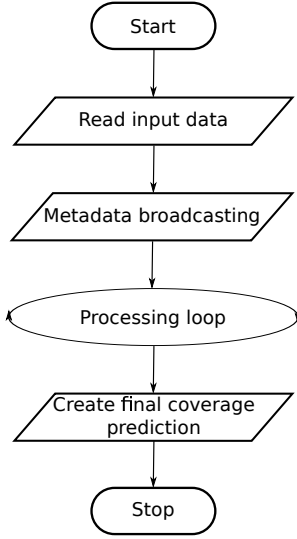 Start
Read input data
Metadata broadcasting
Processing loop
Create final coverage
prediction
Stop